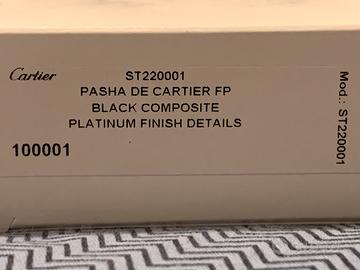 Cartier
ST220001
PASHA DE CARTIER FP
BLACK COMPOSITE
PLATINUM FINISH DETAILS
100001
Mod.: ST220001